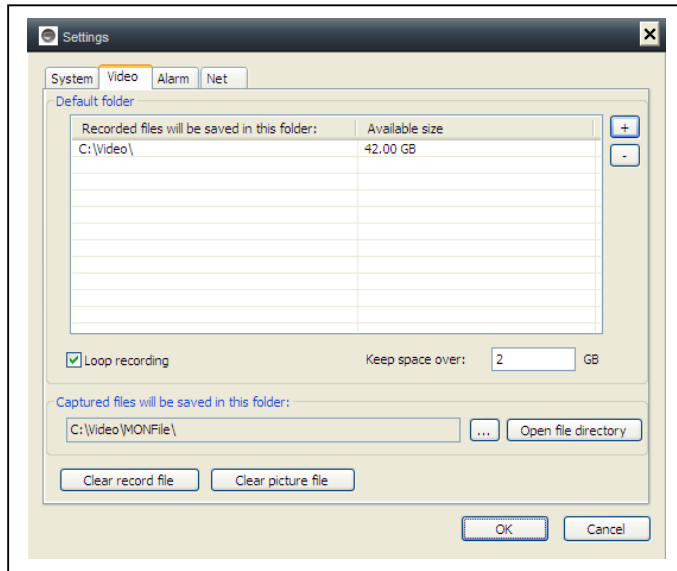 Settings
System Video Alarm Net
Default folder
Recorded files will be saved in this folder: Available size
C:\Video\ 42.00 GB
+
-
Loop recording Keep space over: 2 GB
Captured files will be saved in this folder:
C:\Video\MONFile\ ... Open file directory
Clear record file Clear picture file
OK Cancel